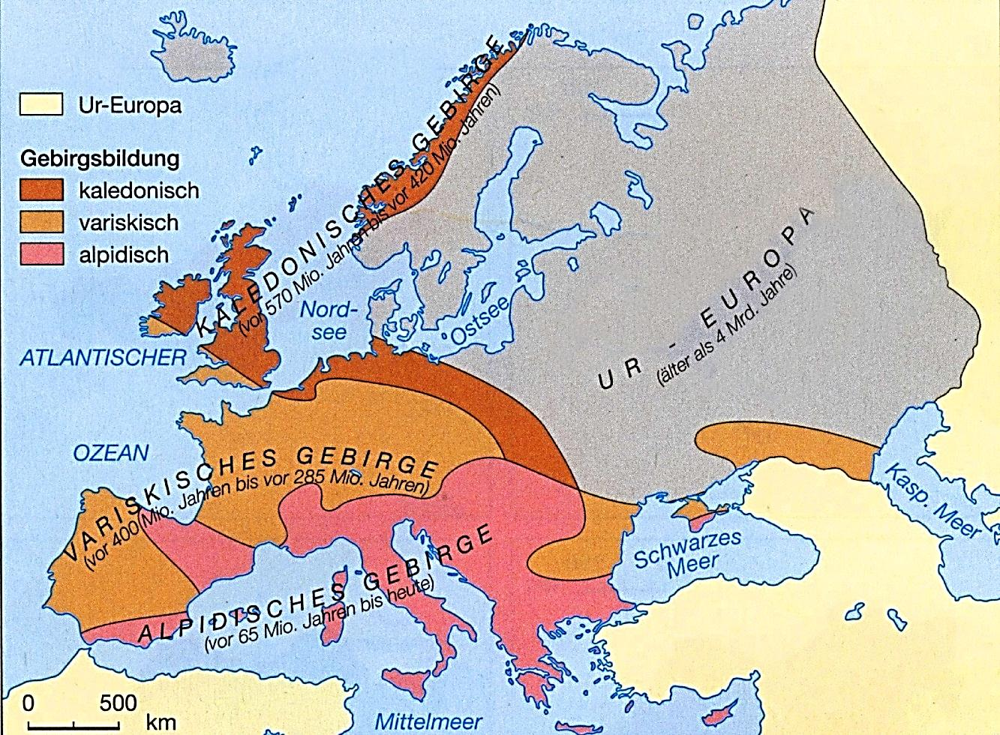 Ur-Europa
Gebirgsbildung
kaledonisch
variskisch
alpidisch
KALEDONISCHES GEBIRGE
(vor 570 Mio. Jahren bis vor 420 Mio. Jahren)
Nord-
see
Ostsee
UR - EUROPA
(älter als 4 Mrd. Jahre)
ATLANTISCHER
OZEAN
VARISKISCHES GEBIRGE
(vor 400 Mio. Jahren bis vor 285 Mio. Jahren)
Kasp. Meer
Schwarzes
Meer
ALPIDISCHES GEBIRGE
(vor 65 Mio. Jahren bis heute)
Mittelmeer
0 500
km